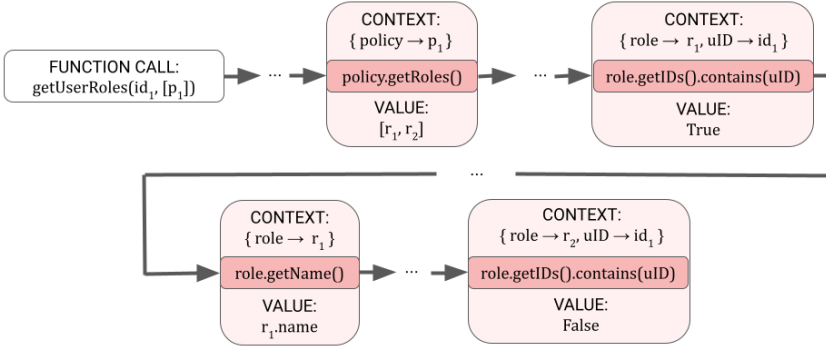 FUNCTION CALL:
getUserRoles(id₁, [p₁])
...
CONTEXT:
{ policy → p₁}
policy.getRoles()
VALUE:
[r₁, r₂]
...
CONTEXT:
{ role → r₁, uID → id₁ }
role.getIDs().contains(uID)
VALUE:
True
...
CONTEXT:
{ role → r₁ }
role.getName()
VALUE:
r₁.name
...
CONTEXT:
{ role → r₂, uID → id₁ }
role.getIDs().contains(uID)
VALUE:
False